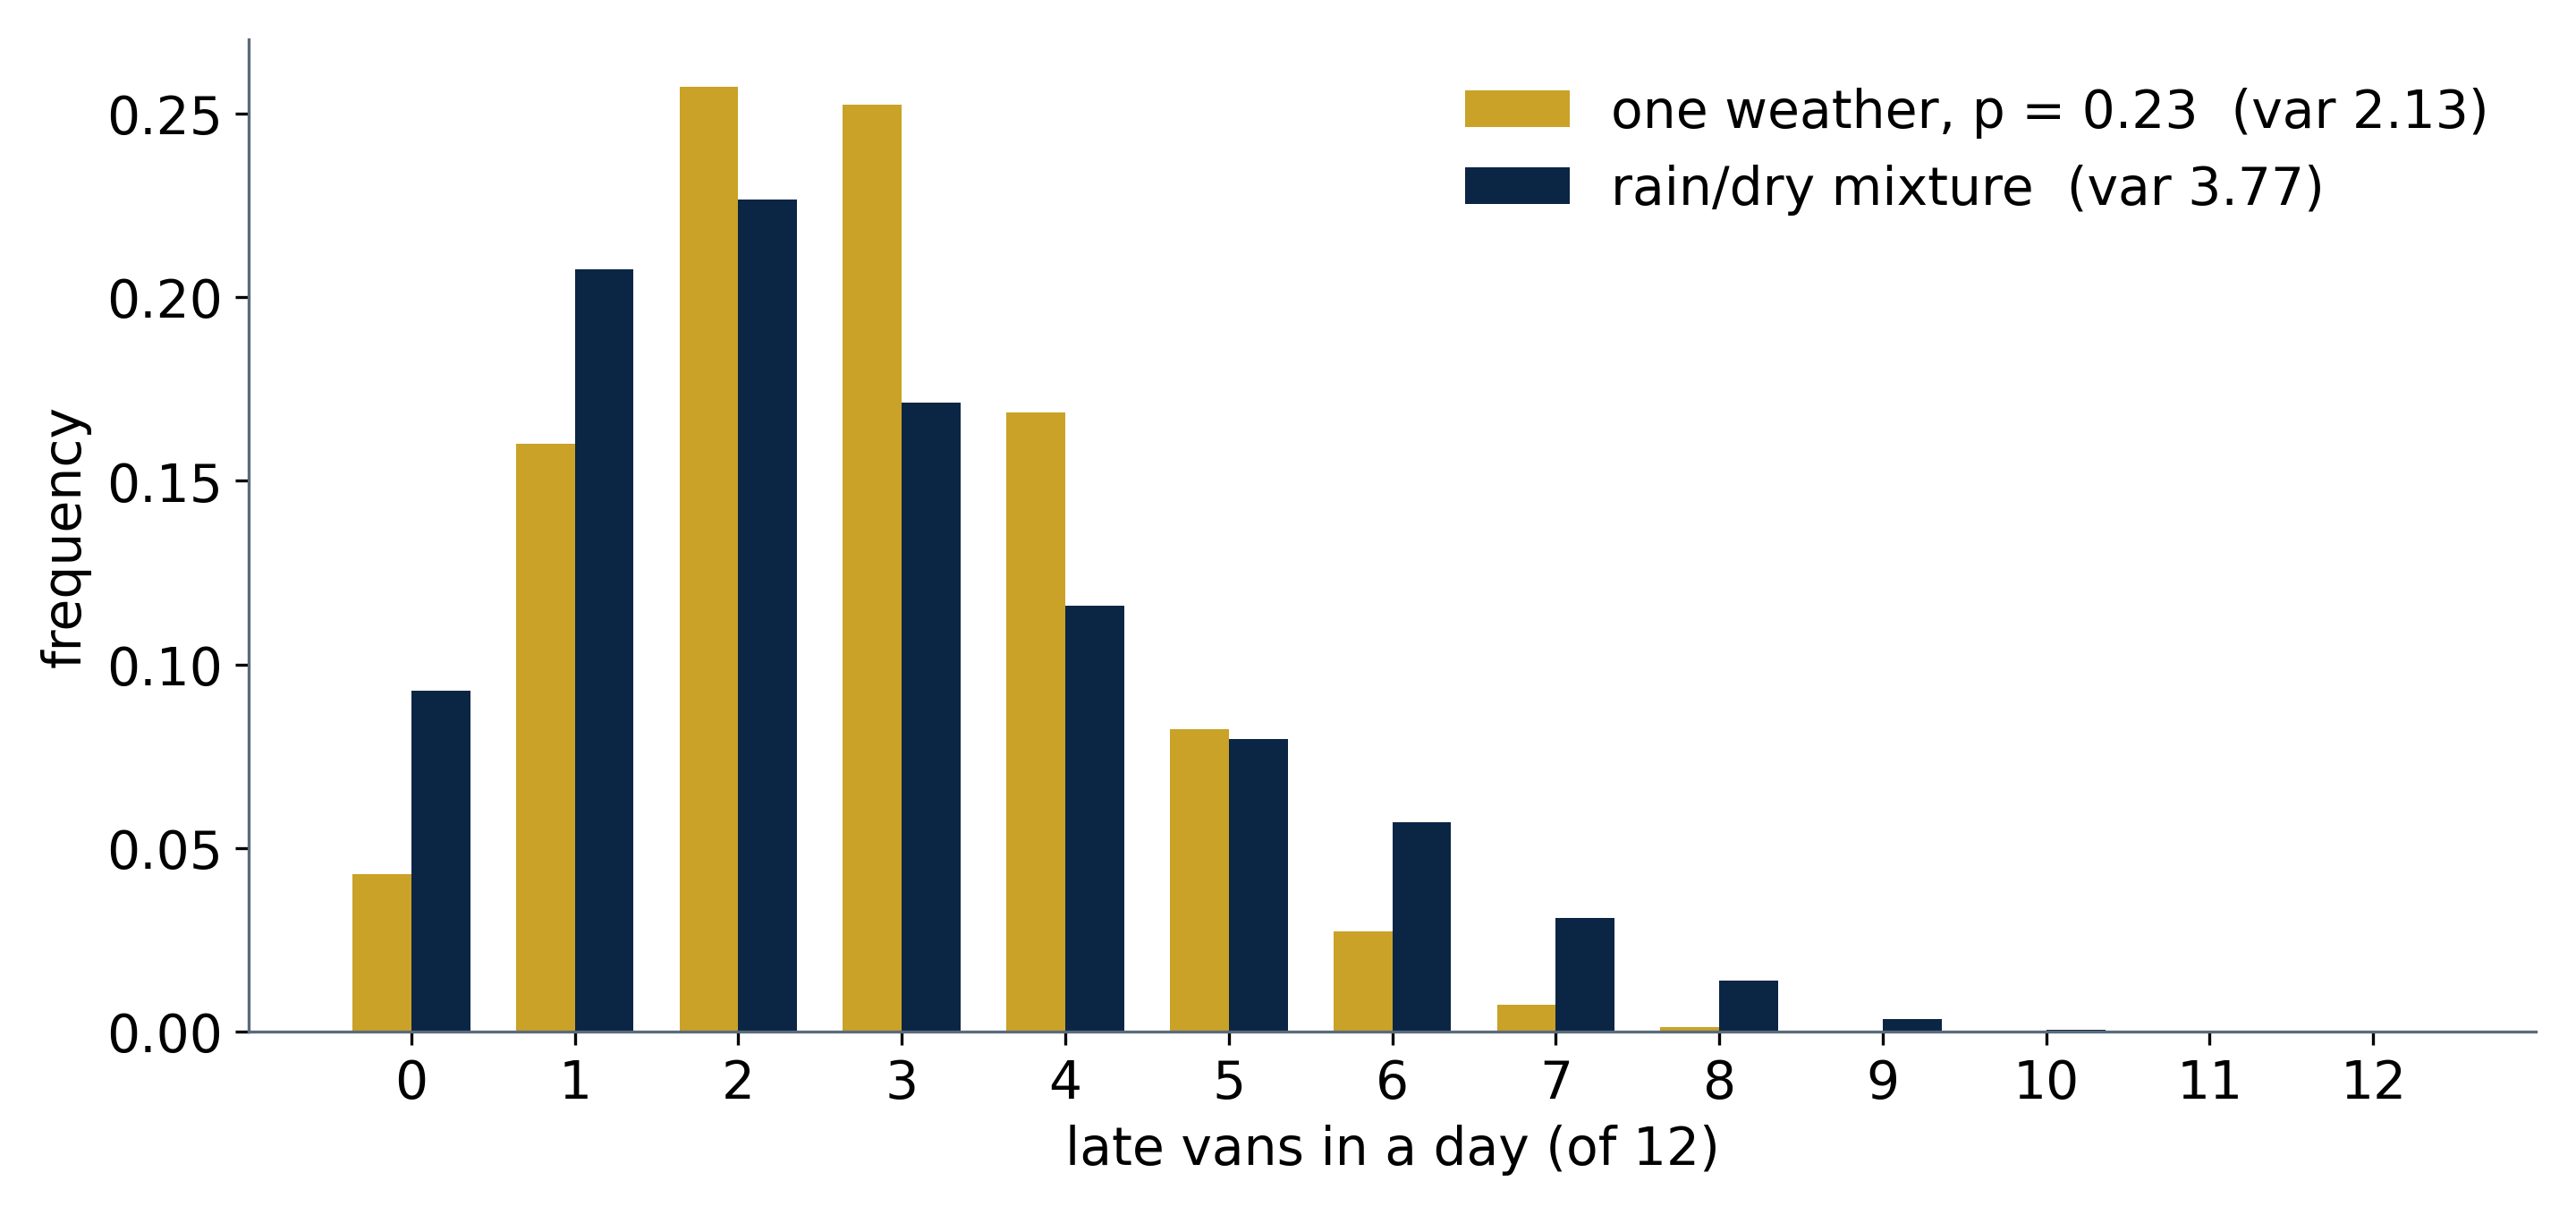 one weather, p = 0.23 (var 2.13)
rain/dry mixture (var 3.77)
frequency
0.25
0.20
0.15
0.10
0.05
0.00
0 1 2 3 4 5 6 7 8 9 10 11 12
late vans in a day (of 12)